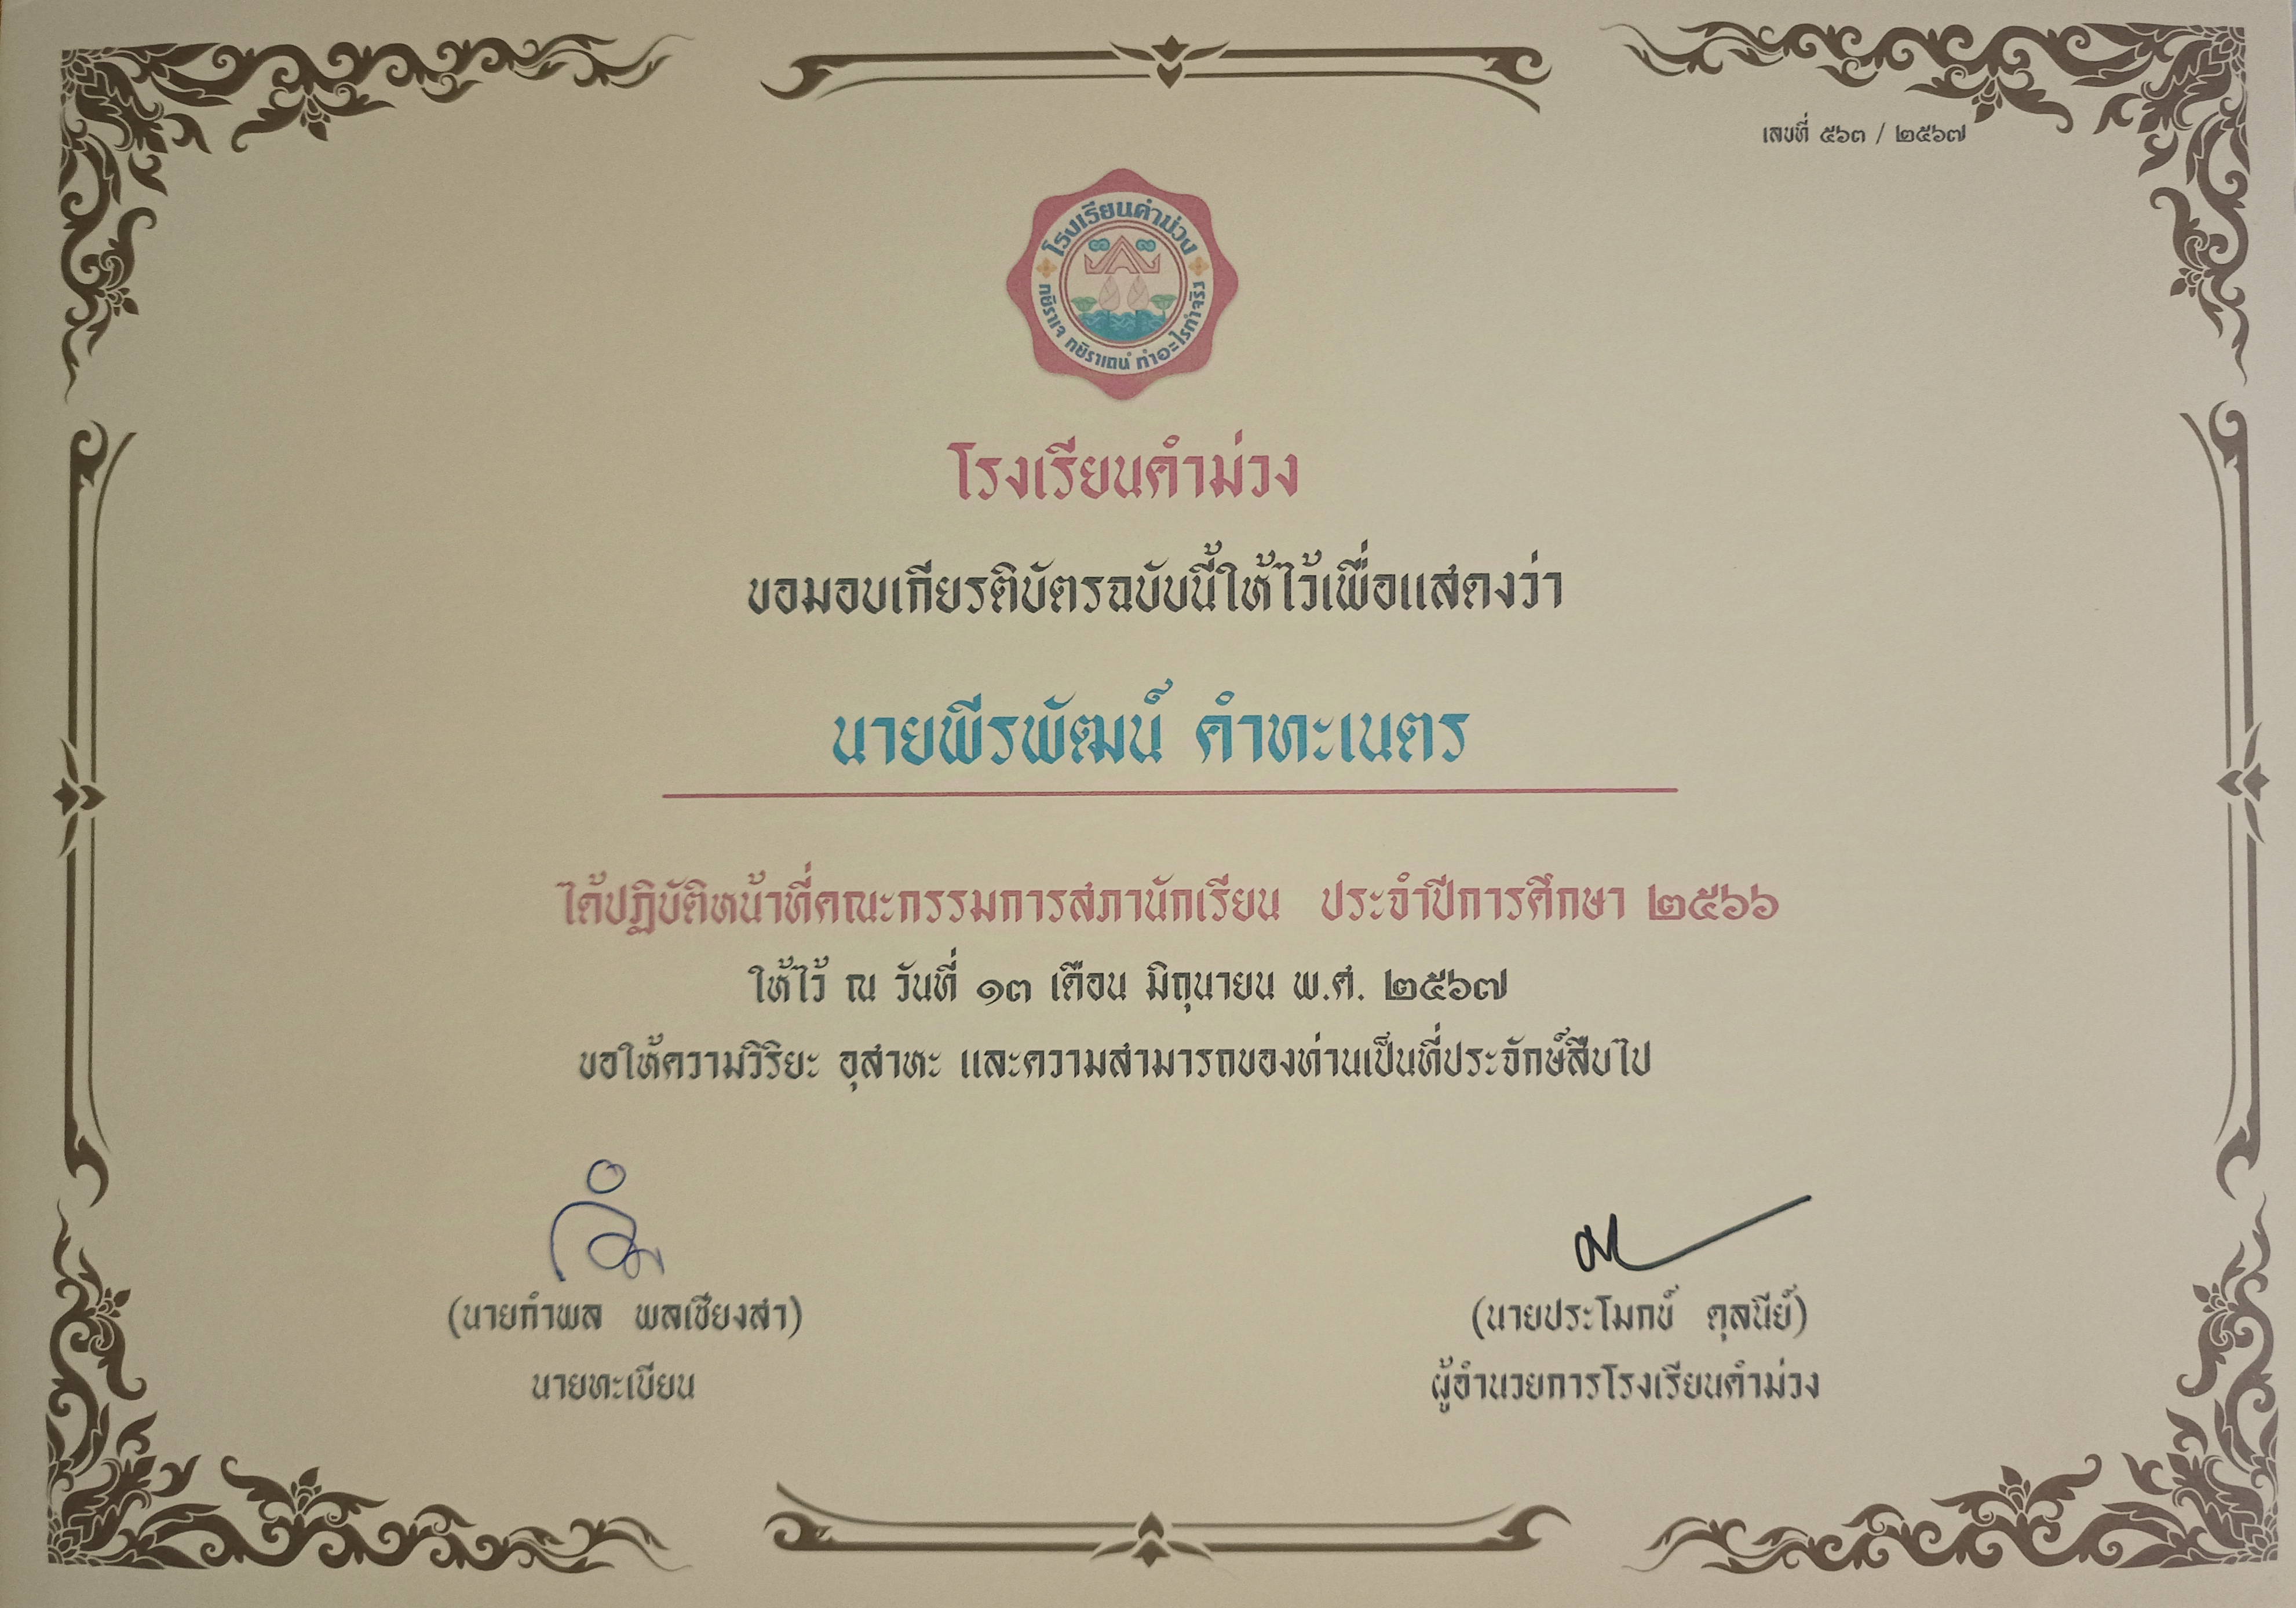 เลขที่ ๕๖๓ / ๒๕๖๗
โรงเรียนคำม่วง
กยิราเจ กยิราเถนํ ทำอะไรทำจริง
โรงเรียนคำม่วง
ขอมอบเกียรติบัตรฉบับนี้ให้ไว้เพื่อแสดงว่า
นายพีรพัฒน์ คำทะเนตร
ได้ปฏิบัติหน้าที่คณะกรรมการสภานักเรียน ประจำปีการศึกษา ๒๕๖๖
ให้ไว้ ณ วันที่ ๑๓ เดือน มิถุนายน พ.ศ. ๒๕๖๗
ขอให้ความวิริยะ อุสาหะ และความสามารถของท่านเป็นที่ประจักษ์สืบไป
(นายกำพล พลเชียงสา)
นายทะเบียน
(นายประโมกข์ ดุลนีย์)
ผู้อำนวยการโรงเรียนคำม่วง